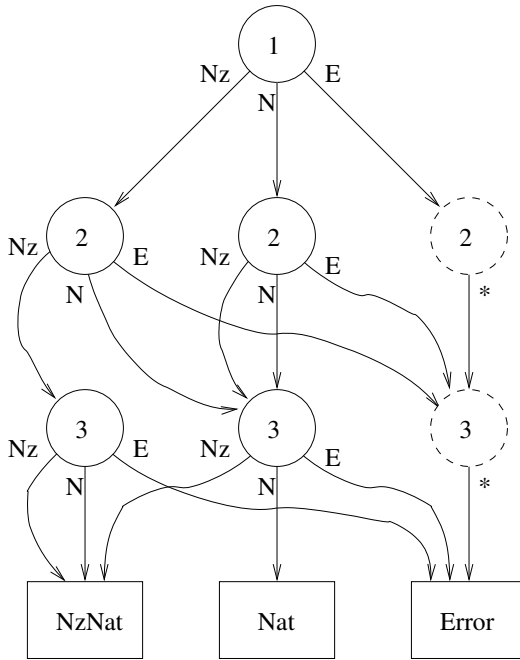 1
Nz N E
2 2 2
Nz N E Nz N E *
3 3 3
Nz N E Nz N E *
NzNat Nat Error